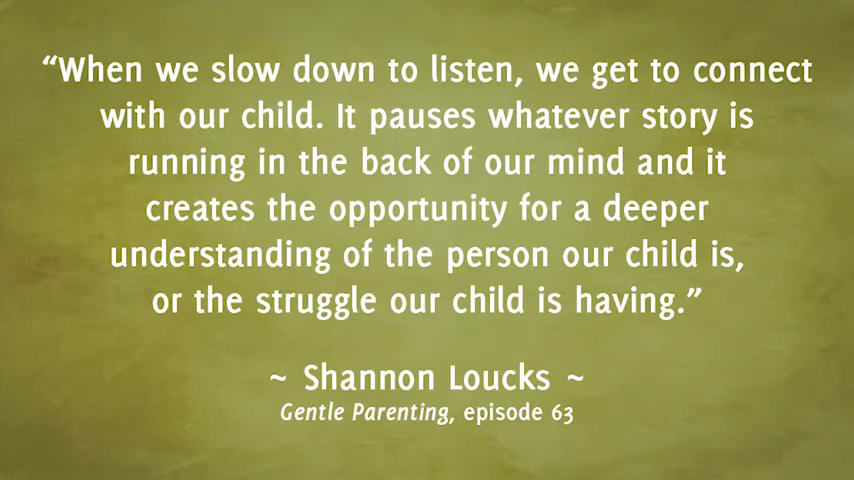 “When we slow down to listen, we get to connect
with our child. It pauses whatever story is
running in the back of our mind and it
creates the opportunity for a deeper
understanding of the person our child is,
or the struggle our child is having.”
~ Shannon Loucks ~
Gentle Parenting, episode 63